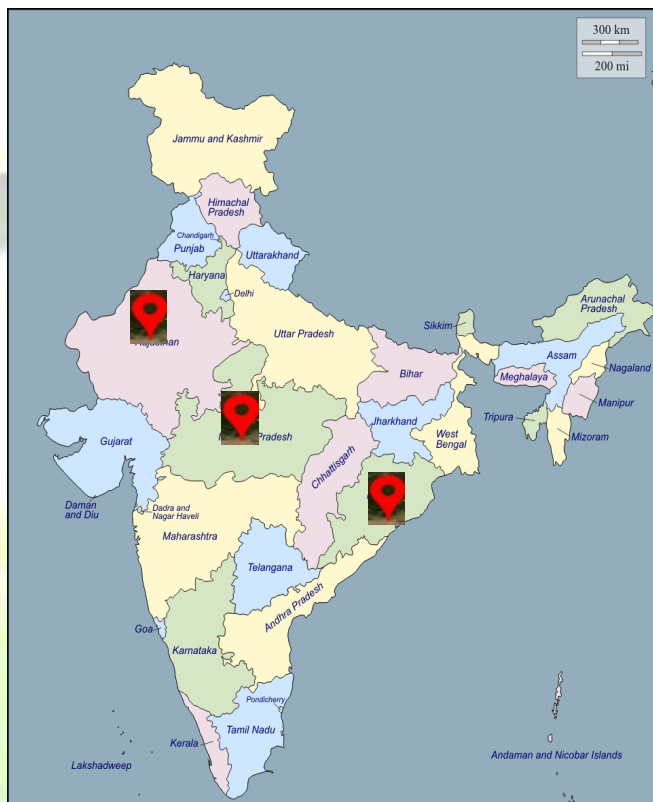 300 km
200 mi
Jammu and Kashmir
Himachal
Pradesh
Chandigarh
Punjab
Uttarakhand
Haryana
Delhi
Arunachal
Pradesh
Sikkim
Uttar Pradesh
Assam
Nagaland
Bihar
Meghalaya
Manipur
Jharkhand
Tripura
West
Bengal
Mizoram
Gujarat
Pradesh
Chhattisgarh
Daman
and Diu
Dadra and
Nagar Haveli
Maharashtra
Telangana
Andhra Pradesh
Goa
Karnataka
Pondicherry
Tamil Nadu
Kerala
Lakshadweep
Andaman and Nicobar Islands